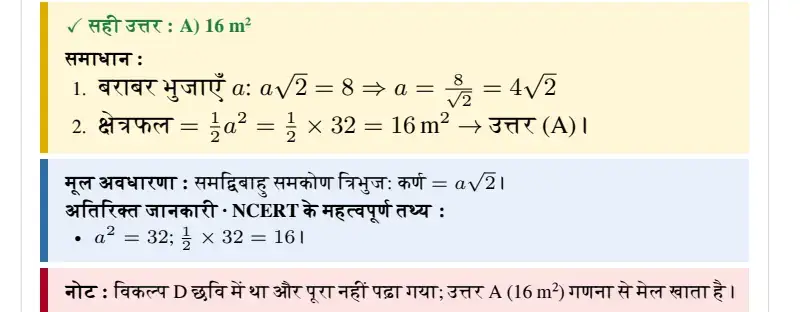 ✓ सही उत्तर : A) 16 m²
समाधान :
1. बराबर भुजाएँ a: a√2 = 8 ⇒ a = 8/√2 = 4√2
2. क्षेत्रफल = 1/2 a² = 1/2 × 32 = 16 m² → उत्तर (A)।
मूल अवधारणा : समद्विबाहु समकोण त्रिभुज: कर्ण = a√2।
अतिरिक्त जानकारी · NCERT के महत्वपूर्ण तथ्य :
• a² = 32; 1/2 × 32 = 16।
नोट : विकल्प D छवि में था और पूरा नहीं पढ़ा गया; उत्तर A (16 m²) गणना से मेल खाता है।